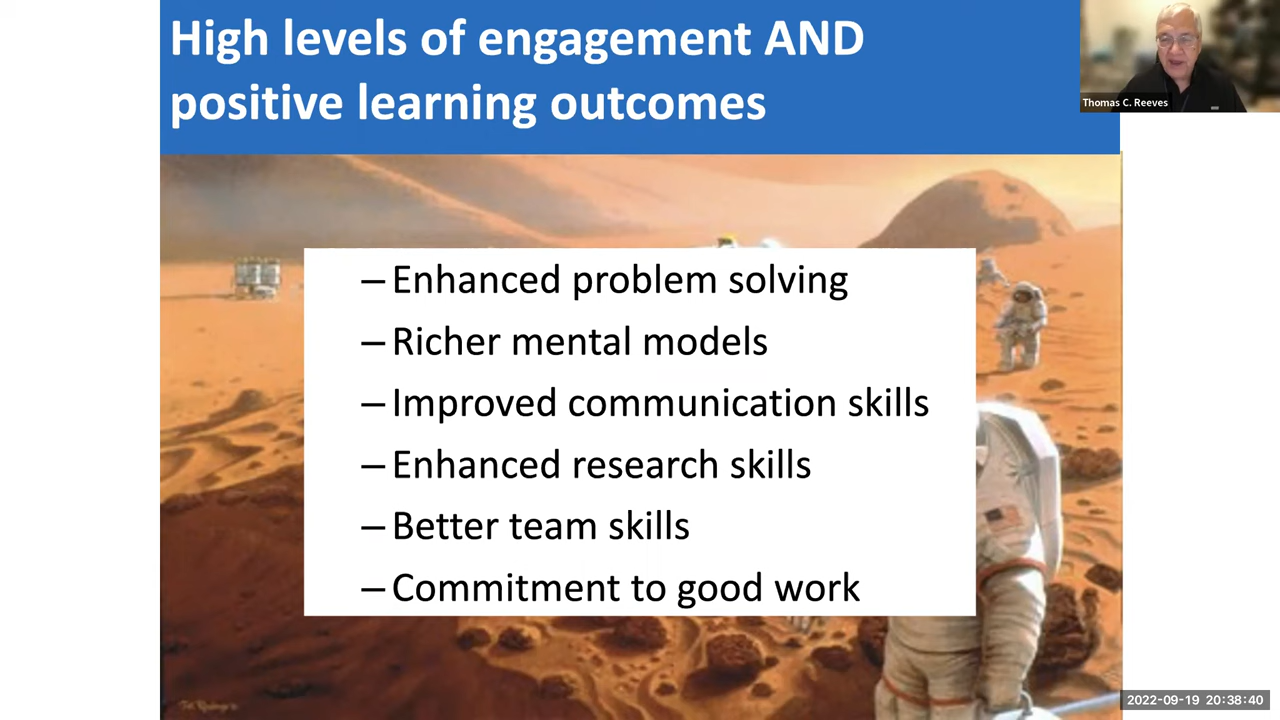 High levels of engagement AND
positive learning outcomes
Thomas C. Reeves
– Enhanced problem solving
– Richer mental models
– Improved communication skills
– Enhanced research skills
– Better team skills
– Commitment to good work
2022-09-19 20:38:40